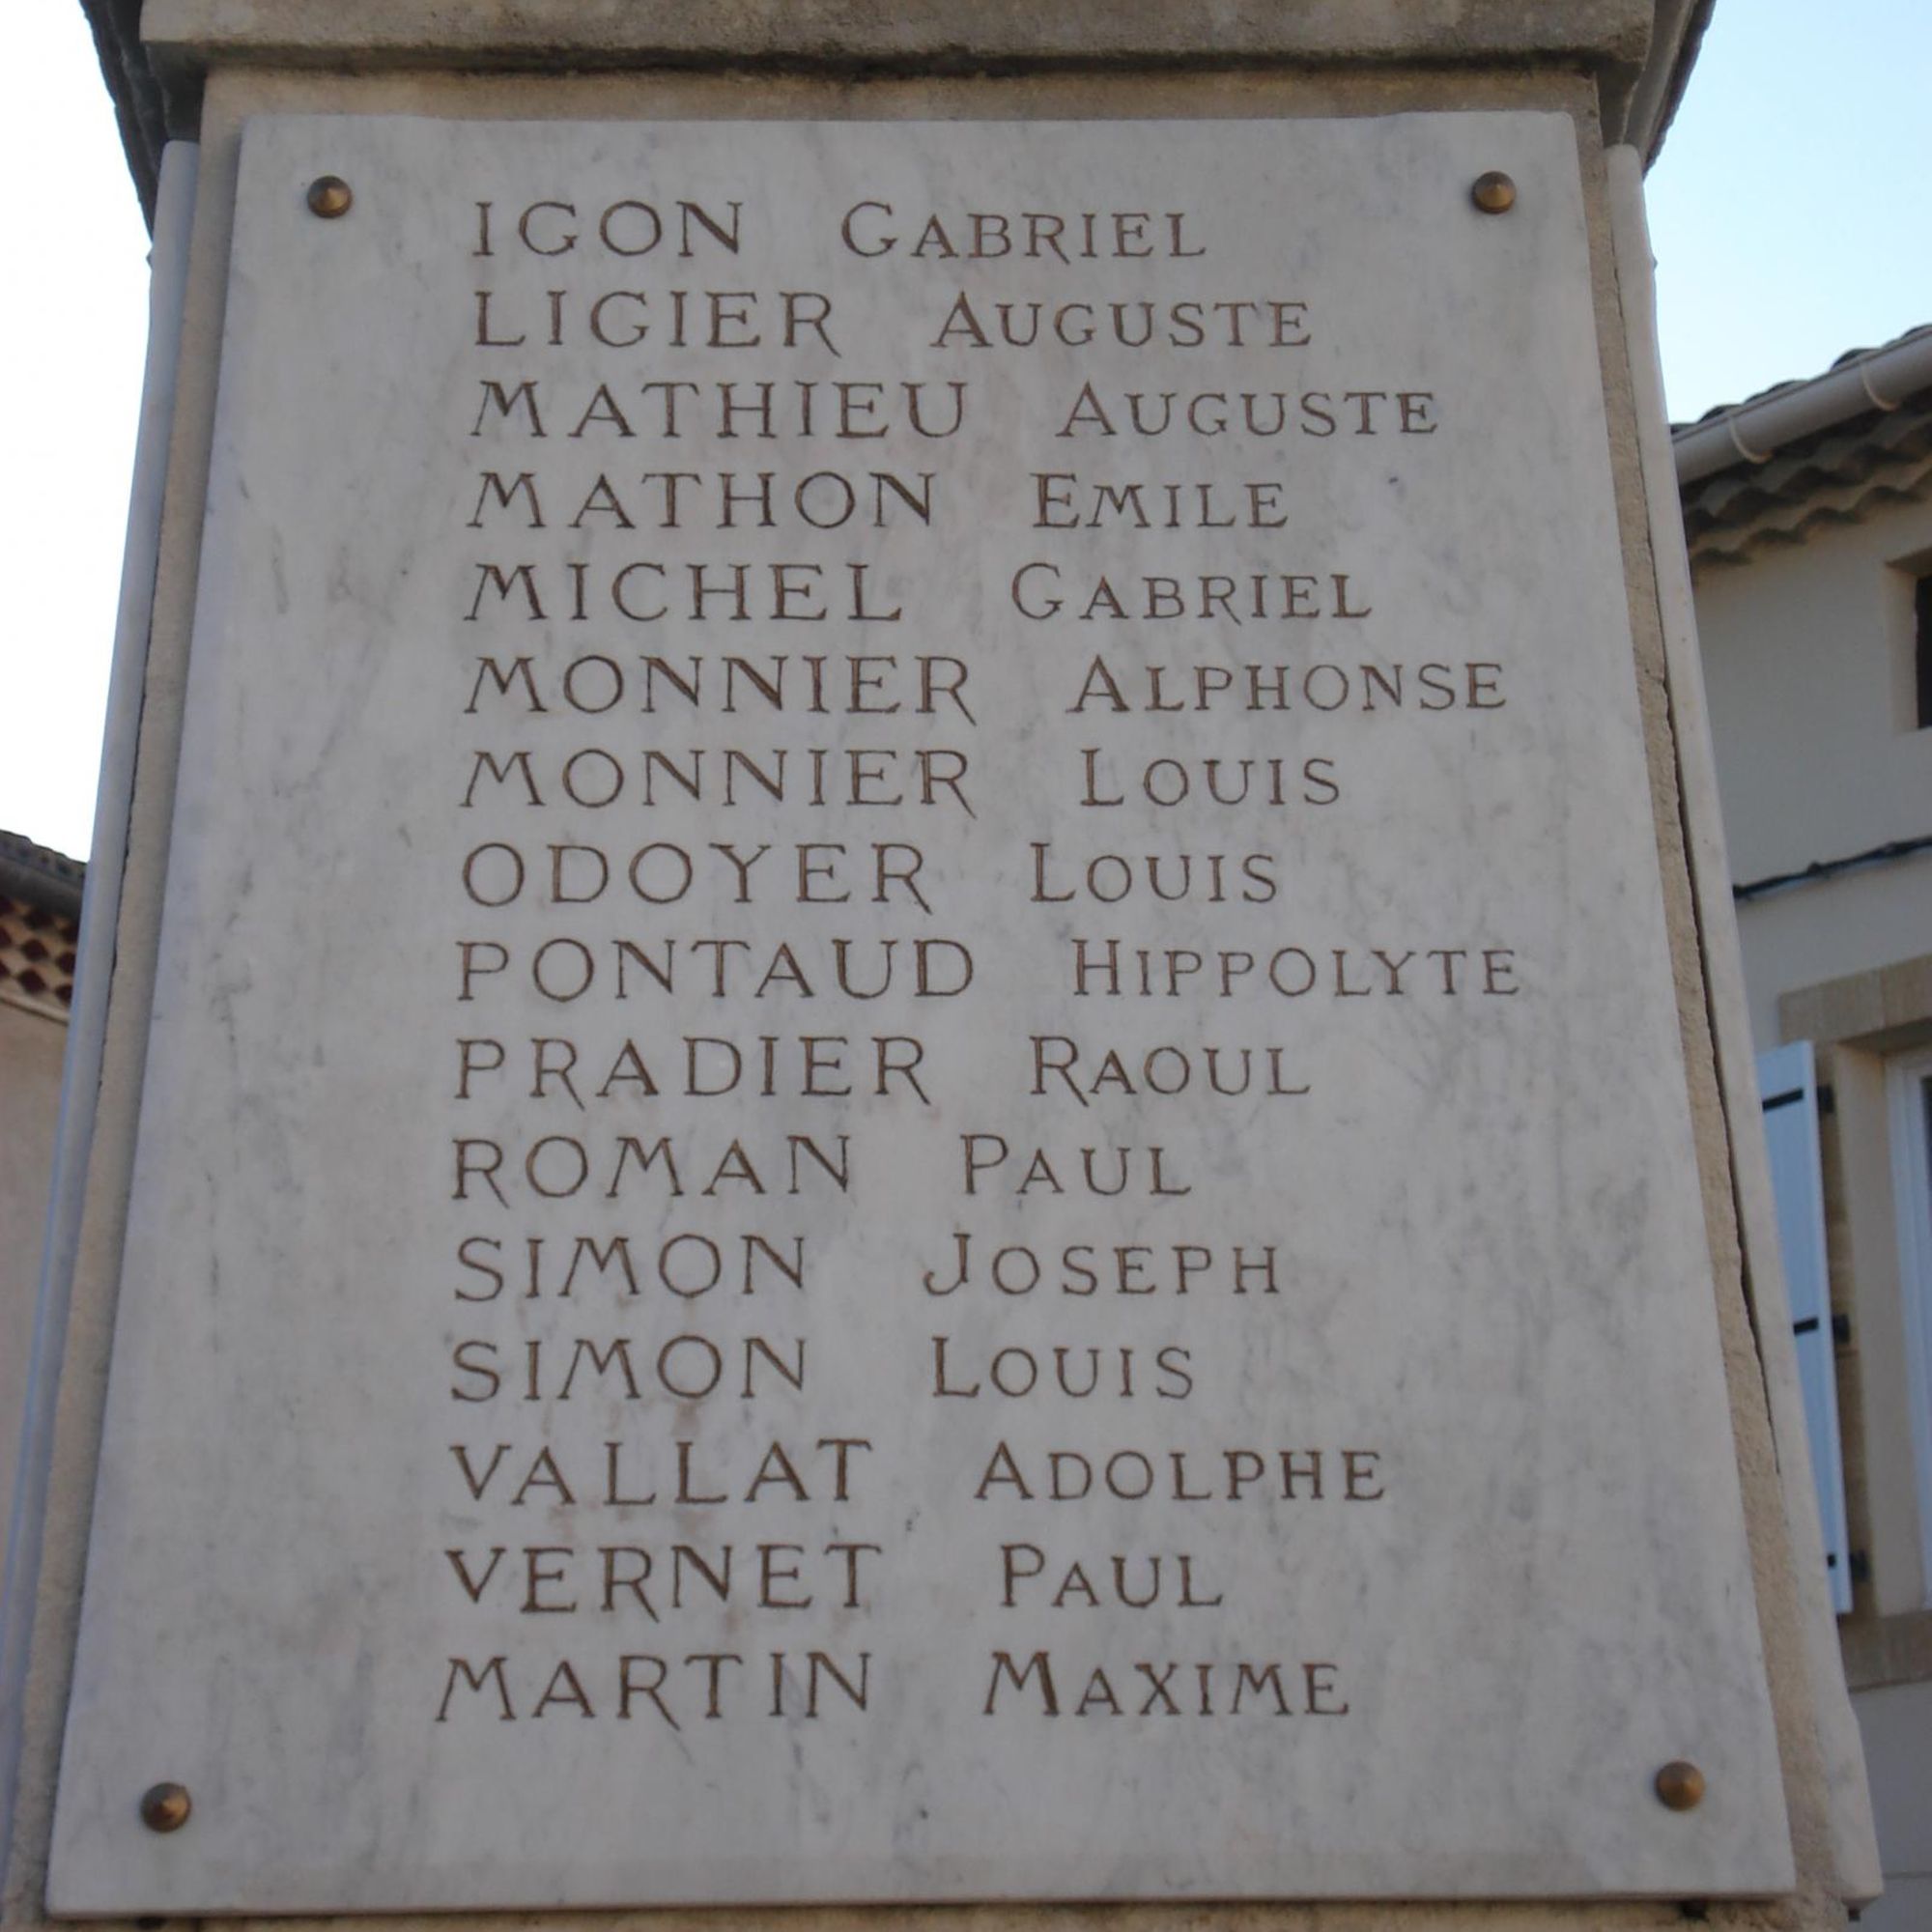 IGON GABRIEL
LIGIER AUGUSTE
MATHIEU AUGUSTE
MATHON EMILE
MICHEL GABRIEL
MONNIER ALPHONSE
MONNIER LOUIS
ODOYER LOUIS
PONTAUD HIPPOLYTE
PRADIER RAOUL
ROMAN PAUL
SIMON JOSEPH
SIMON LOUIS
VALLAT ADOLPHE
VERNET PAUL
MARTIN MAXIME